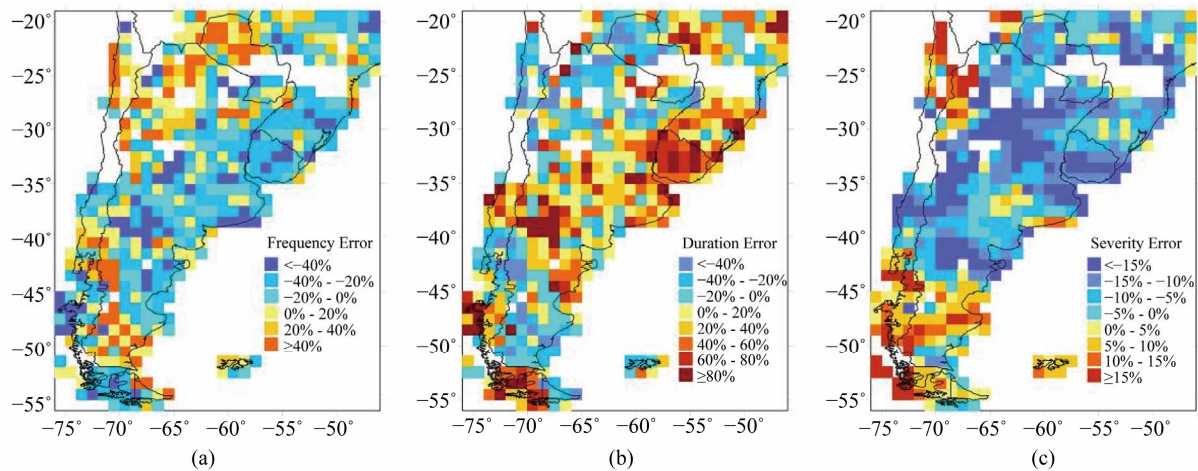 −20°
−25°
−30°
−35°
−40°
−45°
−50°
−55°
−75° −70° −65° −60° −55° −50°
Frequency Error
<−40%
−40% - −20%
−20% - 0%
0% - 20%
20% - 40%
≥40%
(a)
−20°
−25°
−30°
−35°
−40°
−45°
−50°
−55°
−75° −70° −65° −60° −55° −50°
Duration Error
<−40%
−40% - −20%
−20% - 0%
0% - 20%
20% - 40%
40% - 60%
60% - 80%
≥80%
(b)
−20°
−25°
−30°
−35°
−40°
−45°
−50°
−55°
−75° −70° −65° −60° −55° −50°
Severity Error
<−15%
−15% - −10%
−10% - −5%
−5% - 0%
0% - 5%
5% - 10%
10% - 15%
≥15%
(c)